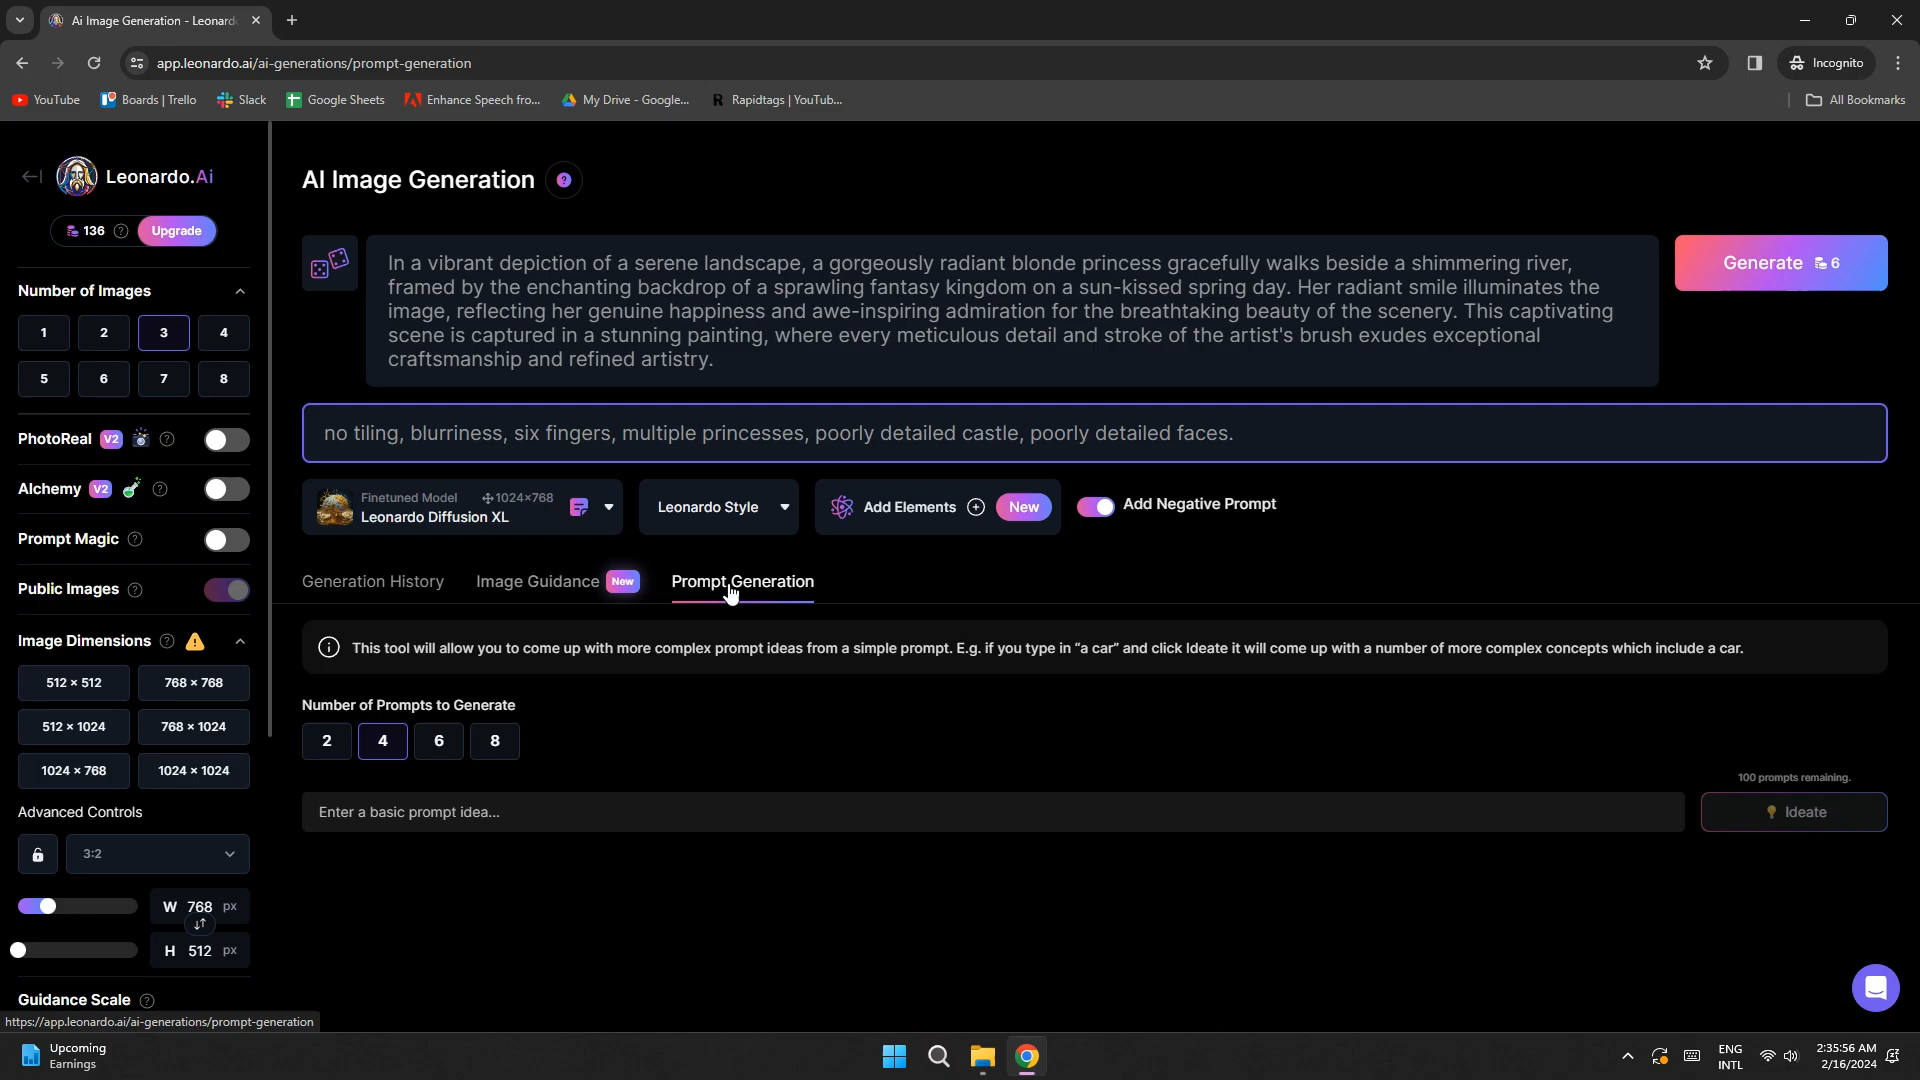 Ai Image Generation - Leonard
app.leonardo.ai/ai-generations/prompt-generation
Incognito
YouTube
Boards | Trello
Slack
Google Sheets
Enhance Speech fro...
My Drive - Google...
R Rapidtags | YouTub...
All Bookmarks
Leonardo.Ai
136 ? Upgrade
Number of Images
1 2 3 4
5 6 7 8
PhotoReal V2 ?
Alchemy V2 ?
Prompt Magic ?
Public Images ?
Image Dimensions ?
512 × 512 768 × 768
512 × 1024 768 × 1024
1024 × 768 1024 × 1024
Advanced Controls
3:2
W 768 px
H 512 px
Guidance Scale ?
https://app.leonardo.ai/ai-generations/prompt-generation
AI Image Generation ?
In a vibrant depiction of a serene landscape, a gorgeously radiant blonde princess gracefully walks beside a shimmering river,
framed by the enchanting backdrop of a sprawling fantasy kingdom on a sun-kissed spring day. Her radiant smile illuminates the
image, reflecting her genuine happiness and awe-inspiring admiration for the breathtaking beauty of the scenery. This captivating
scene is captured in a stunning painting, where every meticulous detail and stroke of the artist's brush exudes exceptional
craftsmanship and refined artistry.
Generate 6
no tiling, blurriness, six fingers, multiple princesses, poorly detailed castle, poorly detailed faces.
Finetuned Model 1024×768
Leonardo Diffusion XL
Leonardo Style
Add Elements New
Add Negative Prompt
Generation History
Image Guidance New
Prompt Generation
This tool will allow you to come up with more complex prompt ideas from a simple prompt. E.g. if you type in “a car” and click Ideate it will come up with a number of more complex concepts which include a car.
Number of Prompts to Generate
2 4 6 8
100 prompts remaining.
Enter a basic prompt idea...
Ideate
Upcoming
Earnings
ENG
INTL
2:35:56 AM
2/16/2024